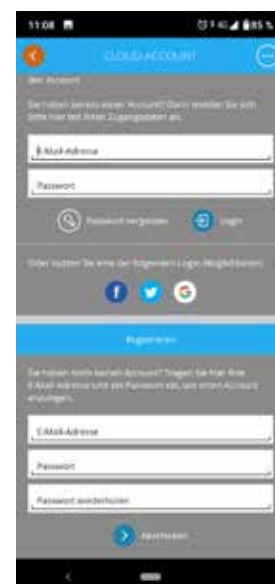 11:08
85 %
CLOUD-ACCOUNT
den Account
Sie haben bereits einen Account? Dann melden Sie sich
bitte hier mit Ihren Zugangsdaten an.
E-Mail-Adresse
Passwort
Passwort vergessen
Login
Oder nutzen Sie eine der folgenden Login-Möglichkeiten:
Registrieren
Sie haben noch keinen Account? Tragen Sie hier Ihre
E-Mail-Adresse und ein Passwort ein, um einen Account
anzulegen.
E-Mail-Adresse
Passwort
Passwort wiederholen
Abschicken